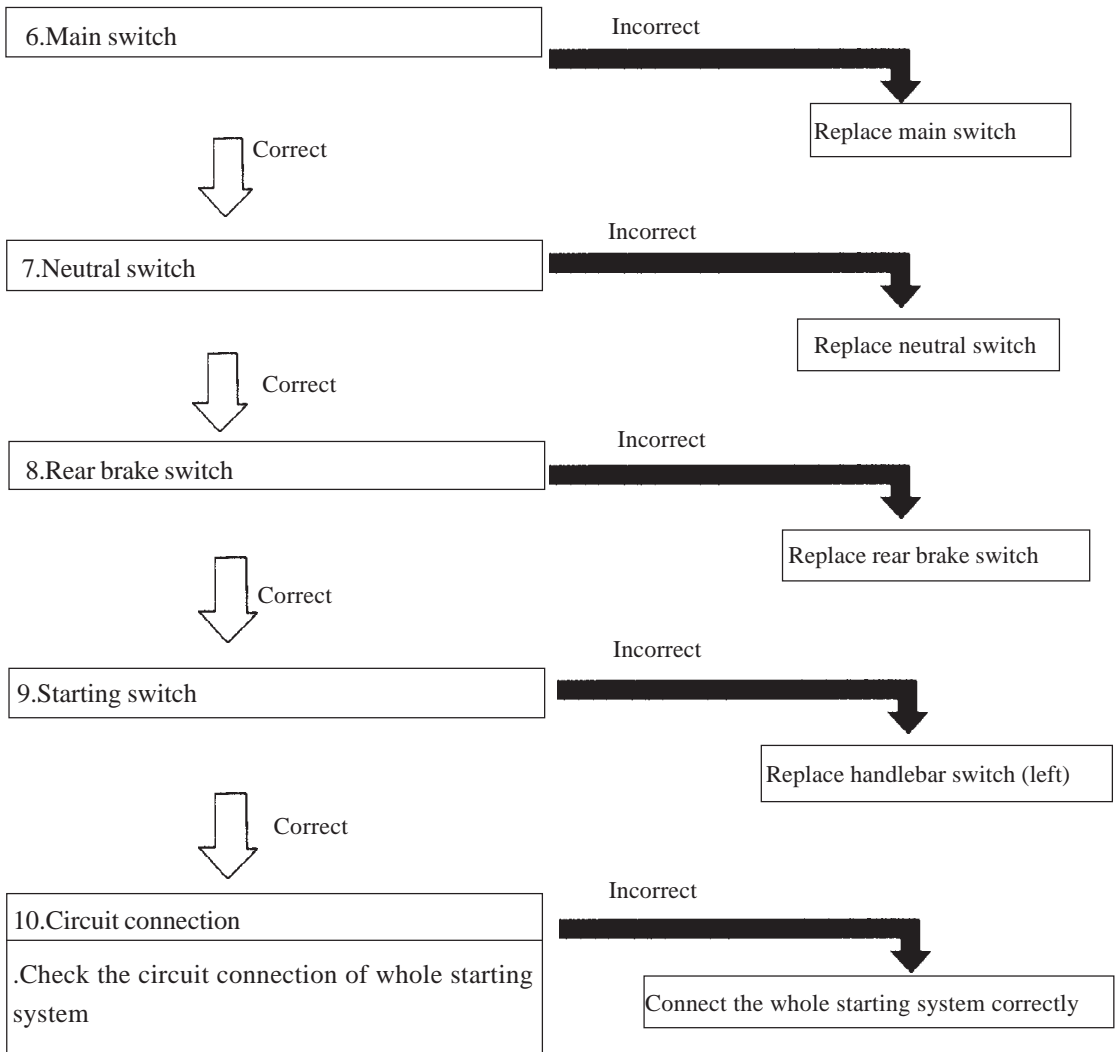 6.Main switch
Incorrect
Replace main switch
Correct
7.Neutral switch
Incorrect
Replace neutral switch
Correct
8.Rear brake switch
Incorrect
Replace rear brake switch
Correct
9.Starting switch
Incorrect
Replace handlebar switch (left)
Correct
10.Circuit connection
Incorrect
.Check the circuit connection of whole starting
system
Connect the whole starting system correctly